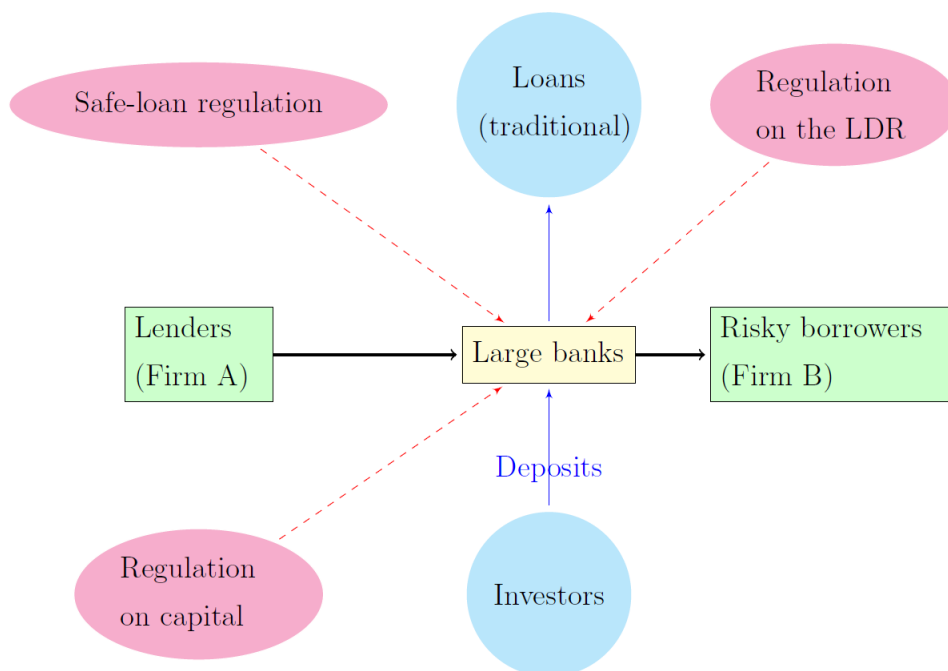 Safe-loan regulation
Loans
(traditional)
Regulation
on the LDR
Lenders
(Firm A)
Large banks
Risky borrowers
(Firm B)
Deposits
Regulation
on capital
Investors